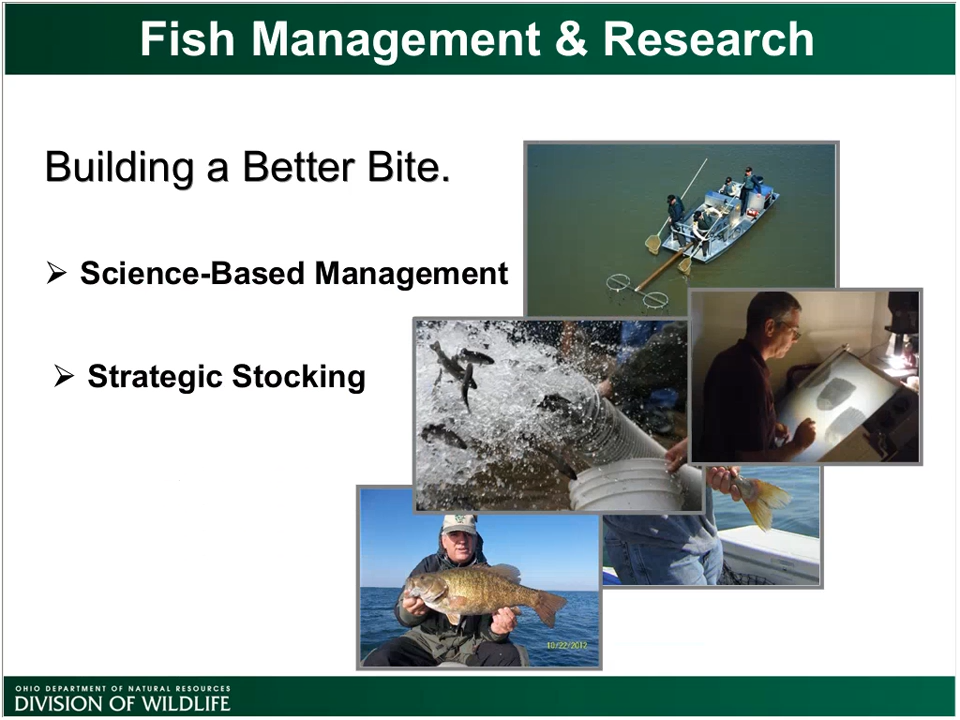 Fish Management & Research
Building a Better Bite.
➢ Science-Based Management
➢ Strategic Stocking
10/22/2012
OHIO DEPARTMENT OF NATURAL RESOURCES
DIVISION OF WILDLIFE